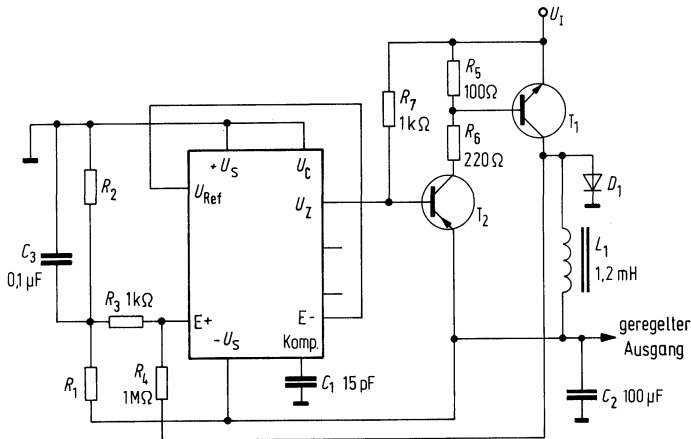 U_I
R_5
100Ω
R_7
1kΩ
T_1
R_6
220Ω
+U_S
U_C
R_2
U_Ref
U_Z
T_2
D_1
L_1
1,2 mH
C_3
0,1 µF
R_3 1kΩ
E+
E-
-U_S
Komp.
geregelter
Ausgang
R_1
R_4
1MΩ
C_1 15 pF
C_2 100 µF